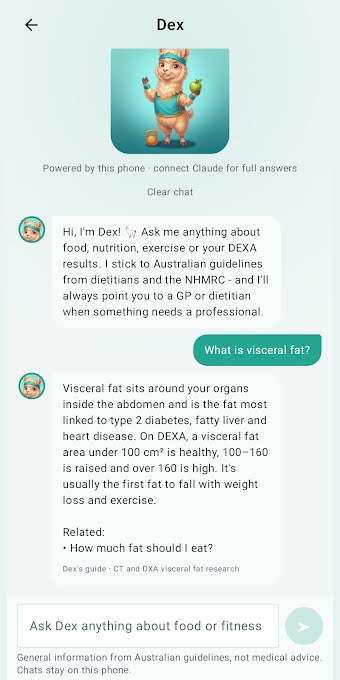 Dex
Powered by this phone · connect Claude for full answers
Clear chat
Hi, I'm Dex! 🦙 Ask me anything about
food, nutrition, exercise or your DEXA
results. I stick to Australian guidelines
from dietitians and the NHMRC - and I'll
always point you to a GP or dietitian
when something needs a professional.
What is visceral fat?
Visceral fat sits around your organs
inside the abdomen and is the fat most
linked to type 2 diabetes, fatty liver and
heart disease. On DEXA, a visceral fat
area under 100 cm² is healthy, 100–160
is raised and over 160 is high. It's
usually the first fat to fall with weight
loss and exercise.
Related:
• How much fat should I eat?
Dex's guide · CT and DXA visceral fat research
Ask Dex anything about food or fitness
General information from Australian guidelines, not medical advice.
Chats stay on this phone.